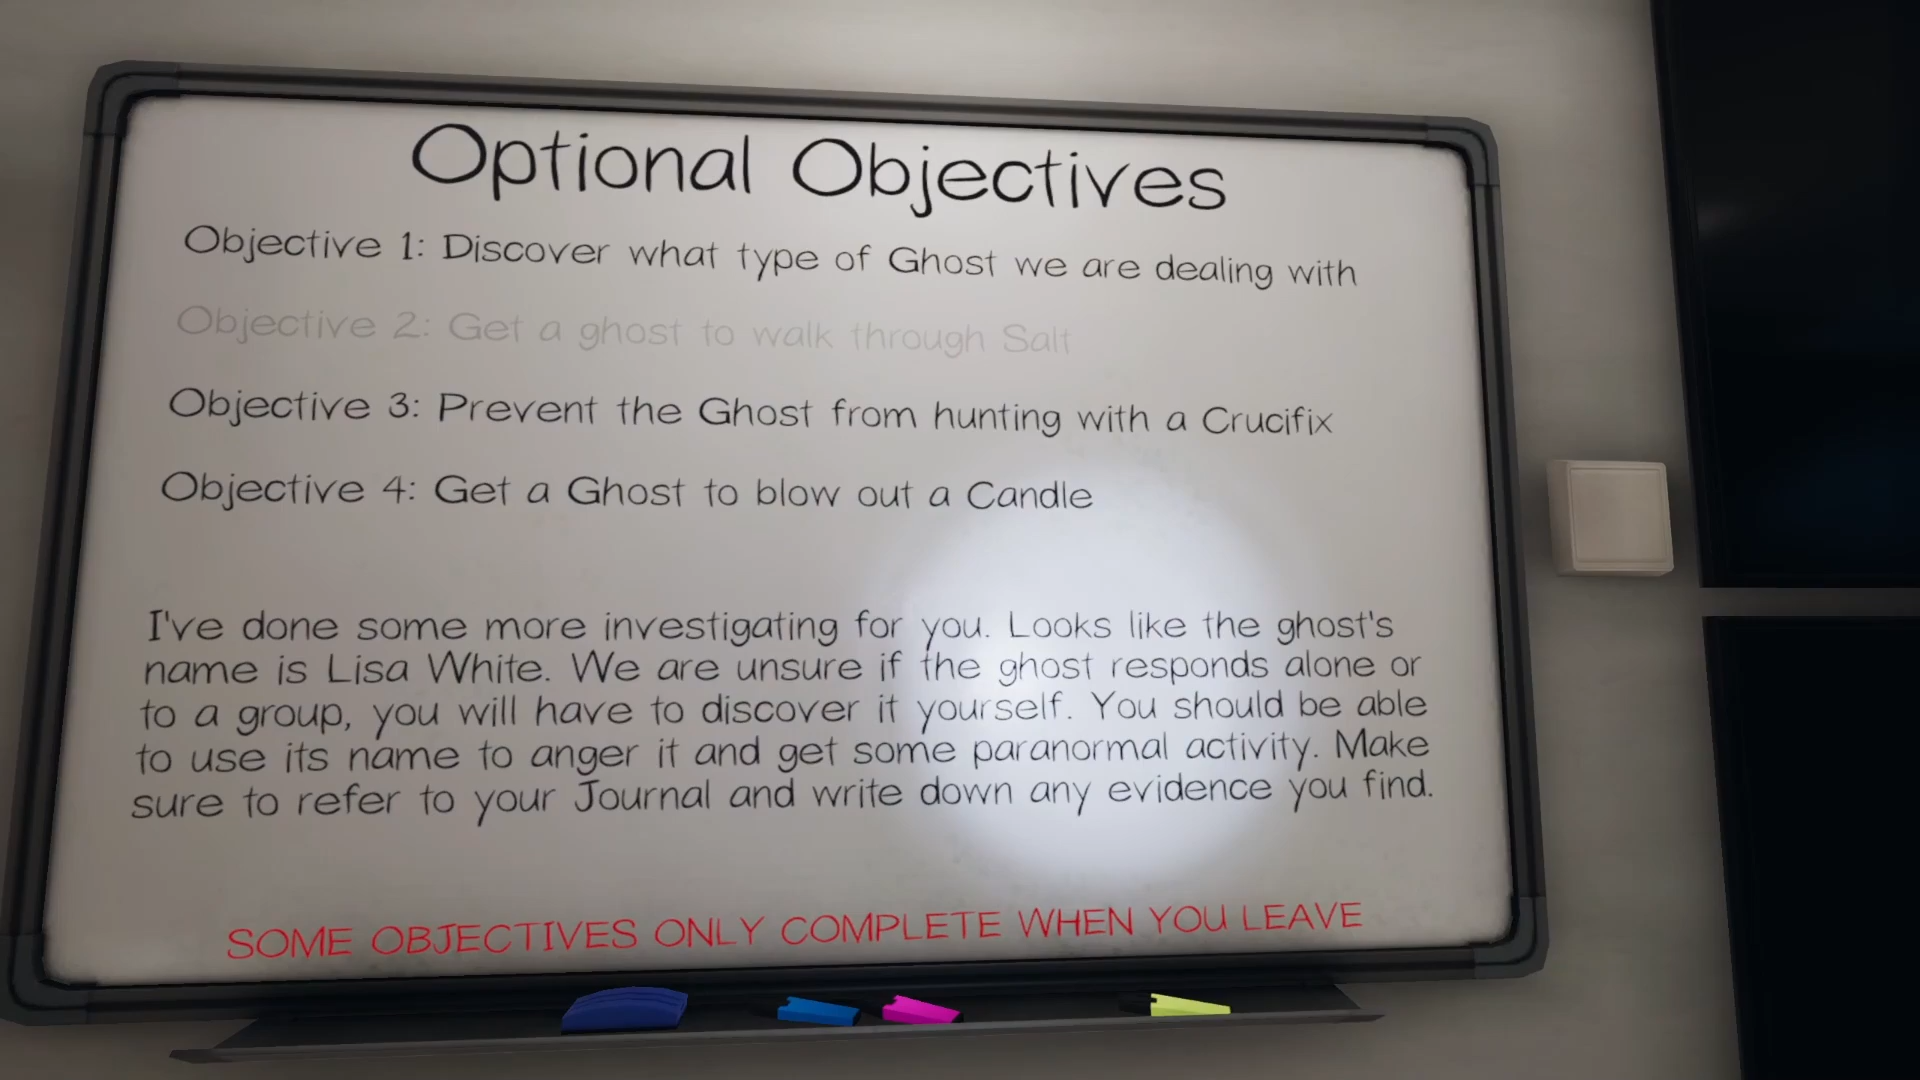 Optional Objectives
Objective 1: Discover what type of Ghost we are dealing with
Objective 2: Get a ghost to walk through Salt
Objective 3: Prevent the Ghost from hunting with a Crucifix
Objective 4: Get a Ghost to blow out a Candle
I've done some more investigating for you. Looks like the ghost's
name is Lisa White. We are unsure if the ghost responds alone or
to a group, you will have to discover it yourself. You should be able
to use its name to anger it and get some paranormal activity. Make
sure to refer to your Journal and write down any evidence you find.
SOME OBJECTIVES ONLY COMPLETE WHEN YOU LEAVE